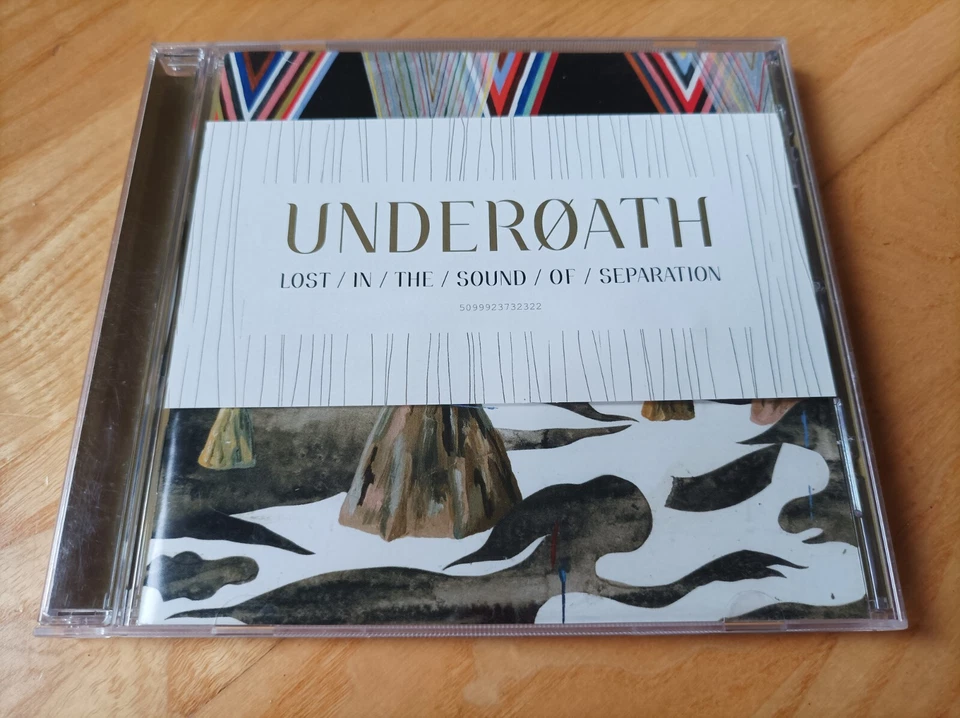 UNDERØATH
LOST / IN / THE / SOUND / OF / SEPARATION
5099923732322